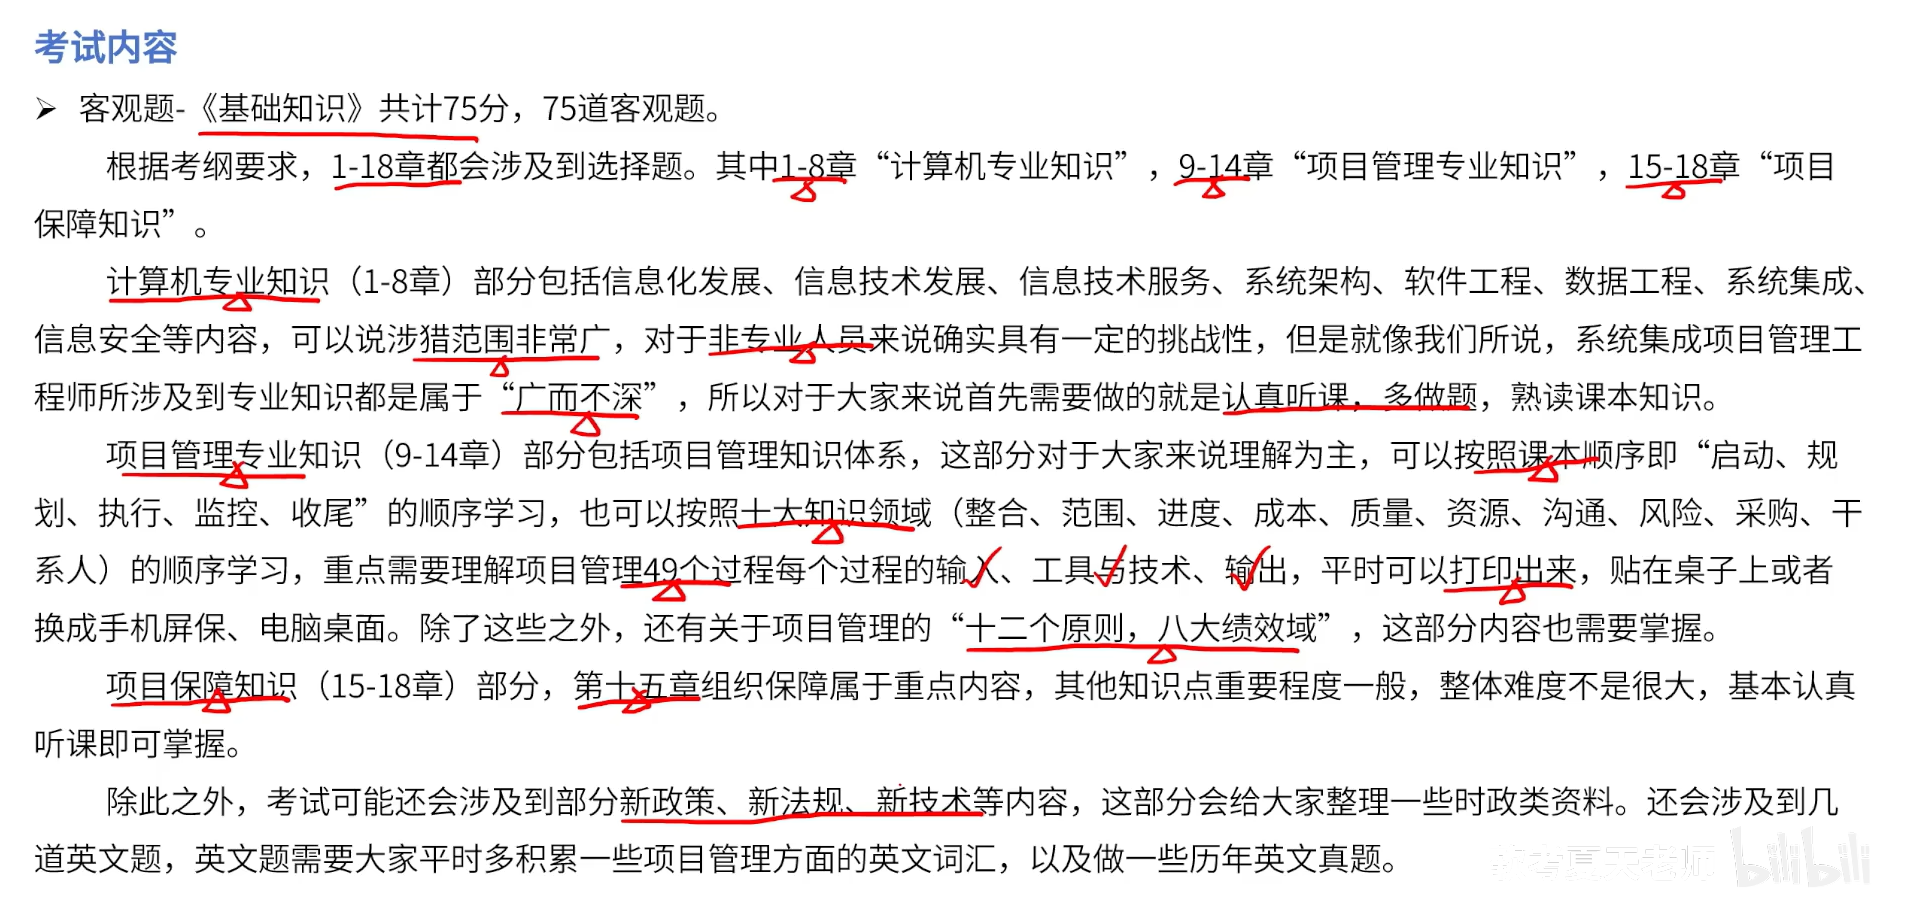 考试内容
➢ 客观题-《基础知识》共计75分，75道客观题。
根据考纲要求，1-18章都会涉及到选择题。其中1-8章“计算机专业知识”，9-14章“项目管理专业知识”，15-18章“项目
保障知识”。
计算机专业知识（1-8章）部分包括信息化发展、信息技术发展、信息技术服务、系统架构、软件工程、数据工程、系统集成、
信息安全等内容，可以说涉猎范围非常广，对于非专业人员来说确实具有一定的挑战性，但是就像我们所说，系统集成项目管理工
程师所涉及到专业知识都是属于“广而不深”，所以对于大家来说首先需要做的就是认真听课，多做题，熟读课本知识。
项目管理专业知识（9-14章）部分包括项目管理知识体系，这部分对于大家来说理解为主，可以按照课本顺序即“启动、规
划、执行、监控、收尾”的顺序学习，也可以按照十大知识领域（整合、范围、进度、成本、质量、资源、沟通、风险、采购、干
系人）的顺序学习，重点需要理解项目管理49个过程每个过程的输入、工具与技术、输出，平时可以打印出来，贴在桌子上或者
换成手机屏保、电脑桌面。除了这些之外，还有关于项目管理的“十二个原则，八大绩效域”，这部分内容也需要掌握。
项目保障知识（15-18章）部分，第十五章组织保障属于重点内容，其他知识点重要程度一般，整体难度不是很大，基本认真
听课即可掌握。
除此之外，考试可能还会涉及到部分新政策、新法规、新技术等内容，这部分会给大家整理一些时政类资料。还会涉及到几
道英文题，英文题需要大家平时多积累一些项目管理方面的英文词汇，以及做一些历年英文真题。
考夏天老师 bilibili